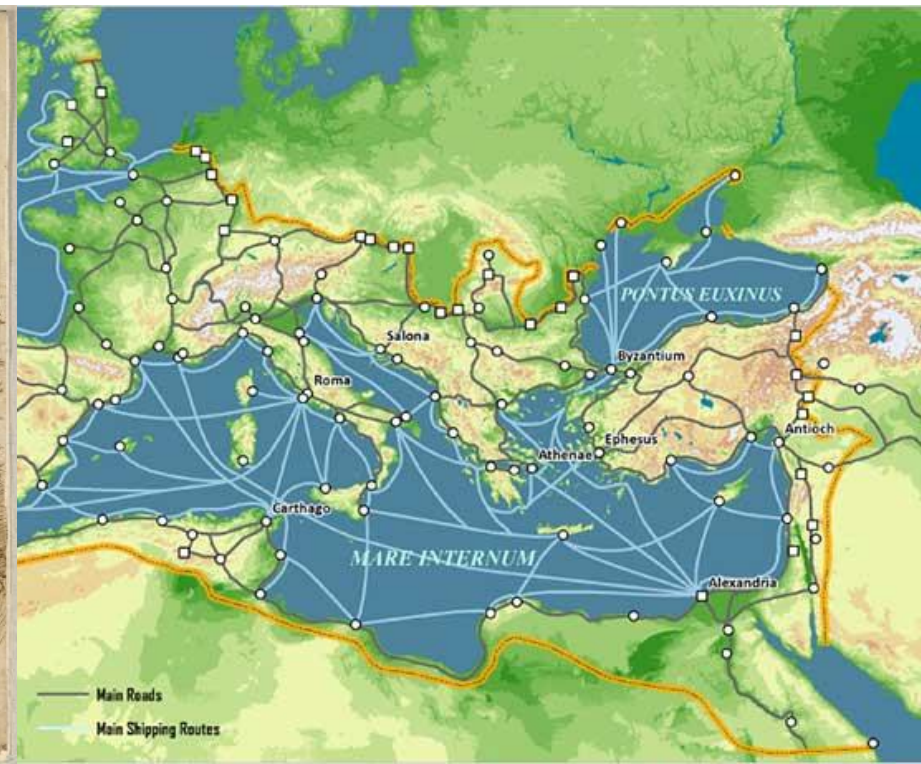 PONTUS EUXINUS
Salona
Byzantium
Roma
Antioch
Ephesus
Athenae
Carthago
MARE INTERNUM
Alexandria
Main Roads
Main Shipping Routes